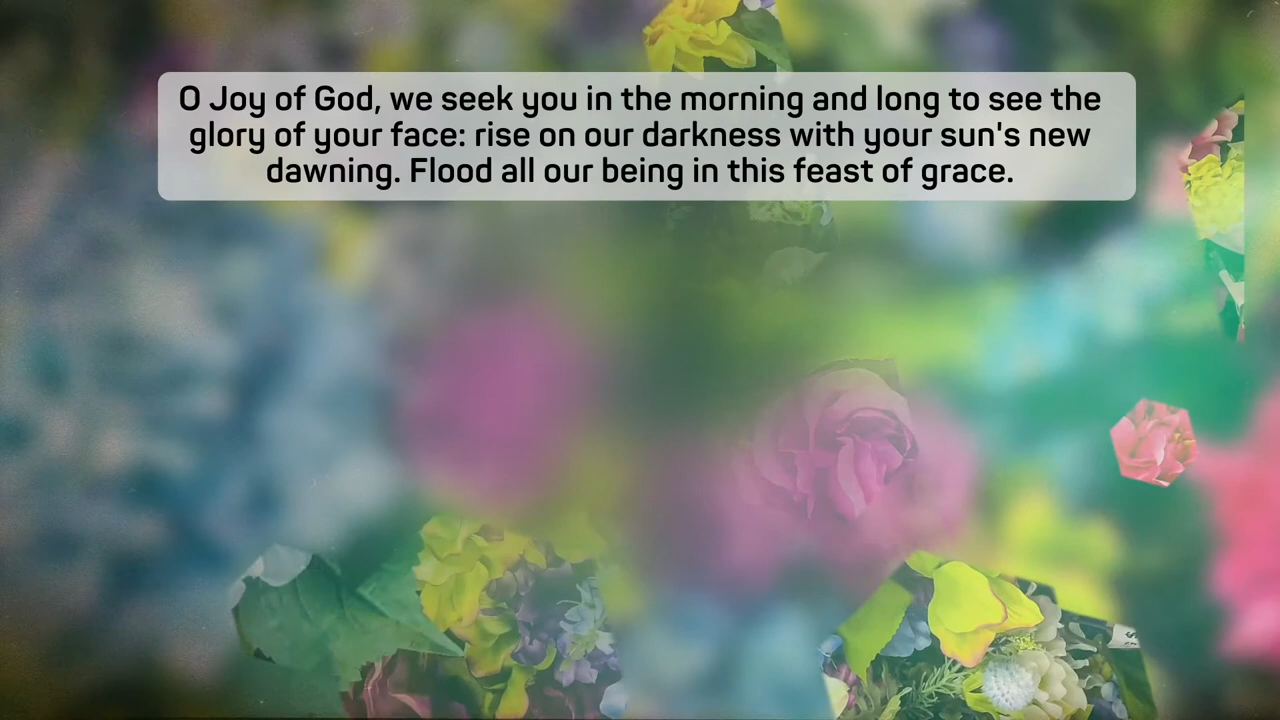 O Joy of God, we seek you in the morning and long to see the
glory of your face: rise on our darkness with your sun's new
dawning. Flood all our being in this feast of grace.